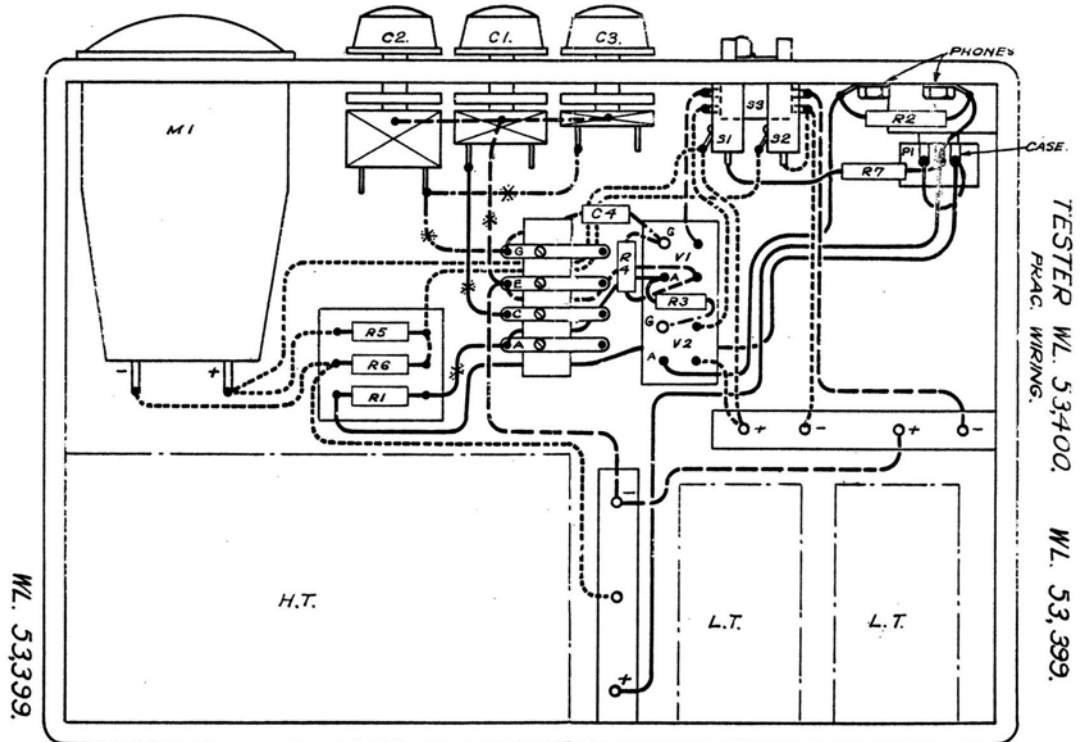 C2.
C1.
C3.
PHONES
M1
S3
R2
S1
S2
P1
CASE.
R7
C4
G
G
V1
R4
E
A
R3
C
G
R5
V2
A
A
R6
- +
R1
+ - + -
-
H.T.
L.T.
L.T.
+
TESTER WL. 53,400. WL. 53,399.
PRAC. WIRING.
WL. 53,399.